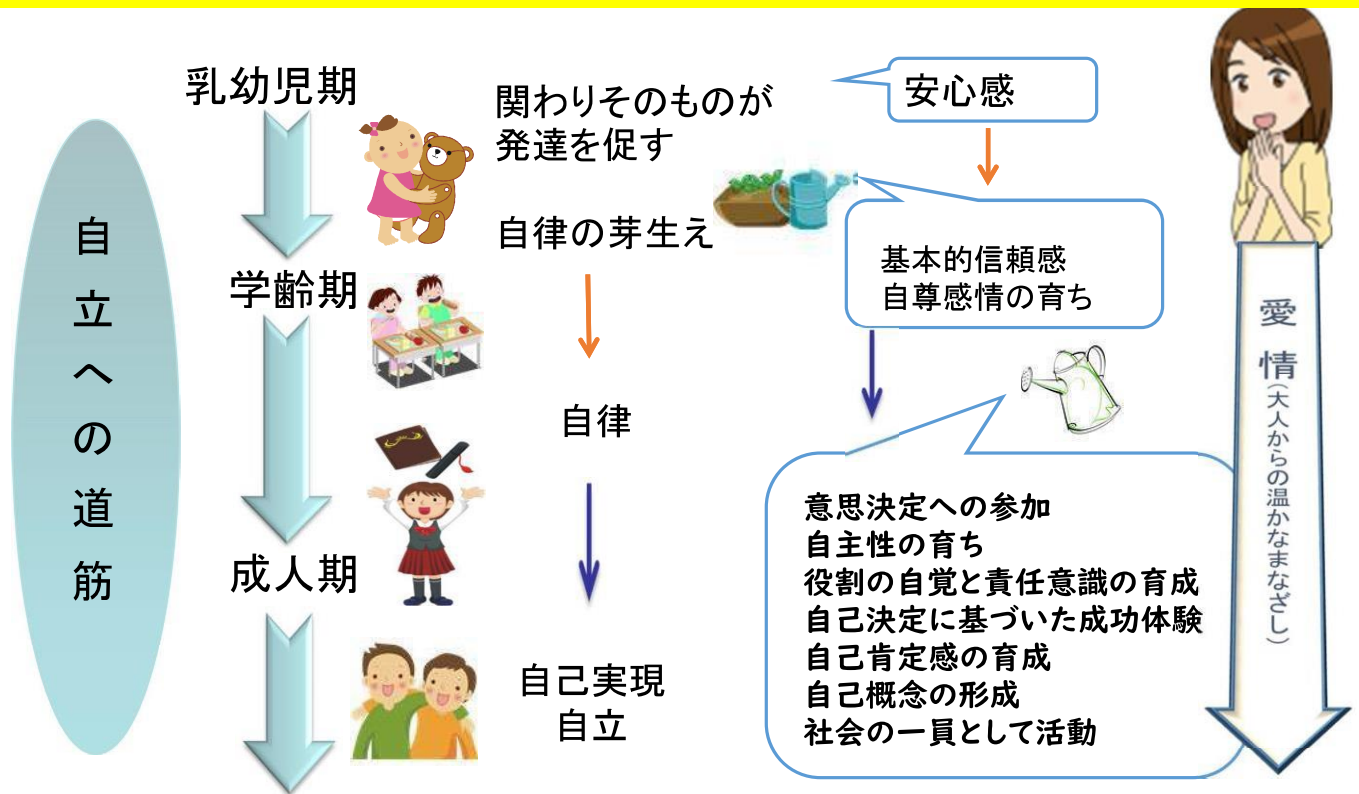 自立への道筋
乳幼児期
学齢期
成人期
関わりそのものが
発達を促す
自律の芽生え
自律
自己実現
自立
安心感
基本的信頼感
自尊感情の育ち
意思決定への参加
自主性の育ち
役割の自覚と責任意識の育成
自己決定に基づいた成功体験
自己肯定感の育成
自己概念の形成
社会の一員として活動
愛情(大人からの温かなまなざし)